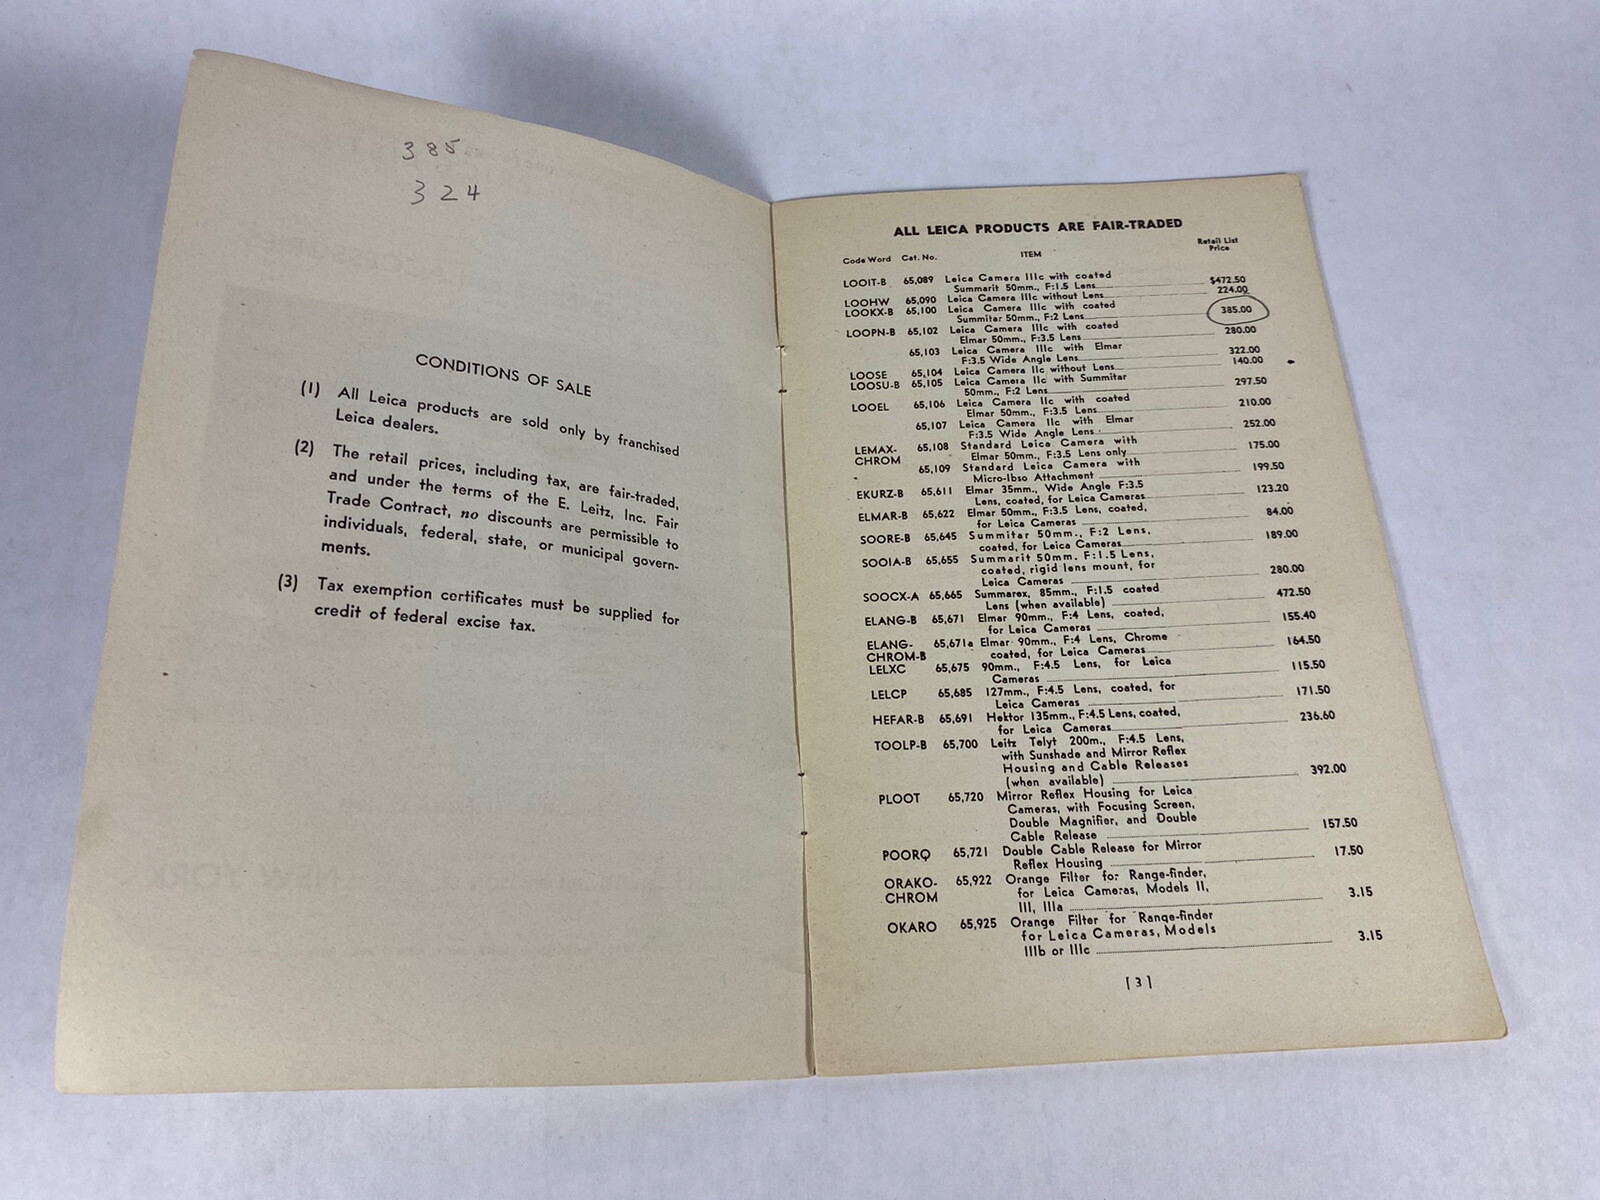 385
324
CONDITIONS OF SALE
(1) All Leica products are sold only by franchised
Leica dealers.
(2) The retail prices, including tax, are fair-traded,
and under the terms of the E. Leitz, Inc. Fair
Trade Contract, no discounts are permissible to
individuals, federal, state, or municipal govern-
ments.
(3) Tax exemption certificates must be supplied for
credit of federal excise tax.
ALL LEICA PRODUCTS ARE FAIR-TRADED
Code Word Cat. No. ITEM Retail List
Price
LOOIT-B 65,089 Leica Camera IIIc with coated
Summarit 50mm., F:1.5 Lens $472.50
LOOHW 65,090 Leica Camera IIIc without Lens 224.00
LOOKX-B 65,100 Leica Camera IIIc with coated
Summitar 50mm., F:2 Lens 385.00
LOOPN-B 65,102 Leica Camera IIIc with coated
Elmar 50mm., F:3.5 Lens 280.00
65,103 Leica Camera IIIc with Elmar
F:3.5 Wide Angle Lens 322.00
LOOSE 65,104 Leica Camera IIc without Lens 140.00
LOOSU-B 65,105 Leica Camera IIc with Summitar
50mm., F:2 Lens 297.50
LOOEL 65,106 Leica Camera IIc with coated
Elmar 50mm., F:3.5 Lens 210.00
65,107 Leica Camera IIc with Elmar
F:3.5 Wide Angle Lens 252.00
LEMAX- 65,108 Standard Leica Camera with
CHROM Elmar 50mm., F:3.5 Lens only 175.00
65,109 Standard Leica Camera with
Micro-Ibso Attachment 199.50
EKURZ-B 65,611 Elmar 35mm., Wide Angle F:3.5
Lens, coated, for Leica Cameras 123.20
ELMAR-B 65,622 Elmar 50mm., F:3.5 Lens, coated,
for Leica Cameras 84.00
SOORE-B 65,645 Summitar 50mm., F:2 Lens,
coated, for Leica Cameras 189.00
SOOIA-B 65,655 Summarit 50mm. F:1.5 Lens,
coated, rigid lens mount, for
Leica Cameras 280.00
SOOCX-A 65,665 Summarex, 85mm., F:1.5 coated
Lens (when available) 472.50
ELANG-B 65,671 Elmar 90mm., F:4 Lens, coated,
for Leica Cameras 155.40
ELANG- 65,671a Elmar 90mm., F:4 Lens, Chrome
CHROM-B coated, for Leica Cameras 164.50
LELXC 65,675 90mm., F:4.5 Lens, for Leica
Cameras 115.50
LELCP 65,685 127mm., F:4.5 Lens, coated, for
Leica Cameras 171.50
HEFAR-B 65,691 Hektor 135mm., F:4.5 Lens, coated,
for Leica Cameras 236.60
TOOLP-B 65,700 Leitz Telyt 200m., F:4.5 Lens,
with Sunshade and Mirror Reflex
Housing and Cable Releases
(when available) 392.00
PLOOT 65,720 Mirror Reflex Housing for Leica
Cameras, with Focusing Screen,
Double Magnifier, and Double
Cable Release 157.50
POORQ 65,721 Double Cable Release for Mirror
Reflex Housing 17.50
ORAKO- 65,922 Orange Filter for Range-finder,
CHROM for Leica Cameras, Models II,
III, IIIa 3.15
OKARO 65,925 Orange Filter for Range-finder
for Leica Cameras, Models
IIIb or IIIc 3.15
[3]